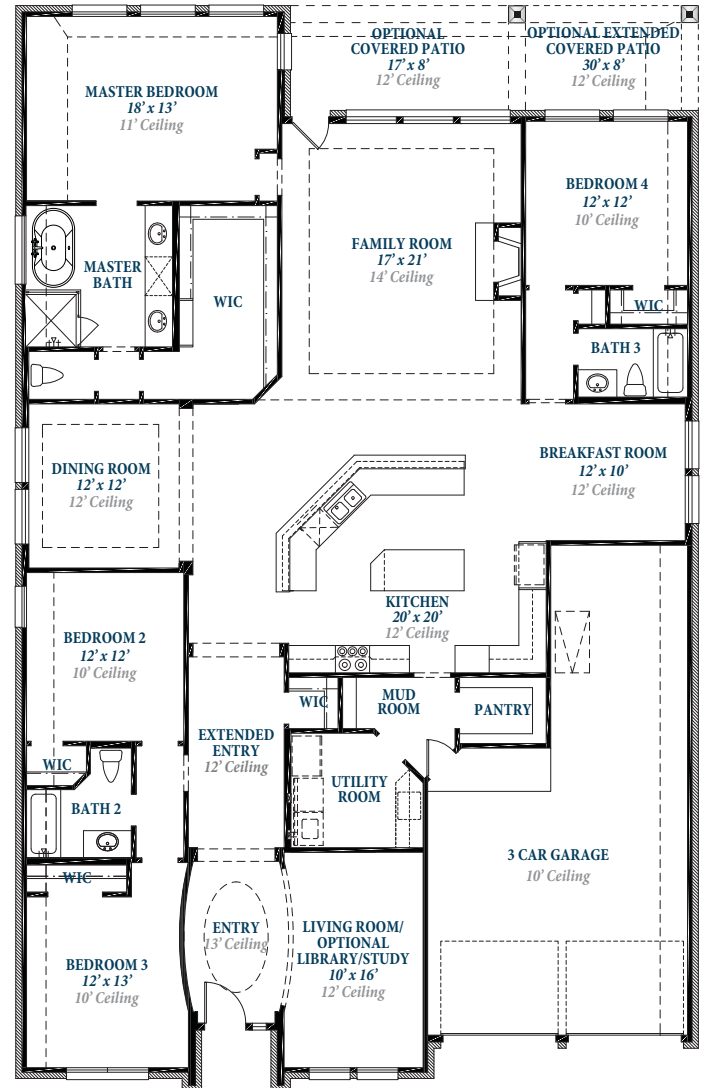 OPTIONAL
COVERED PATIO
17' x 8'
12' Ceiling
OPTIONAL EXTENDED
COVERED PATIO
30' x 8'
12' Ceiling
MASTER BEDROOM
18' x 13'
11' Ceiling
BEDROOM 4
12' x 12'
10' Ceiling
FAMILY ROOM
17' x 21'
14' Ceiling
MASTER
BATH
WIC
WIC
BATH 3
DINING ROOM
12' x 12'
12' Ceiling
BREAKFAST ROOM
12' x 10'
12' Ceiling
KITCHEN
20' x 20'
12' Ceiling
BEDROOM 2
12' x 12'
10' Ceiling
WIC
MUD
ROOM
PANTRY
EXTENDED
ENTRY
12' Ceiling
WIC
UTILITY
ROOM
BATH 2
3 CAR GARAGE
10' Ceiling
WIC
ENTRY
13' Ceiling
LIVING ROOM/
OPTIONAL
LIBRARY/STUDY
10' x 16'
12' Ceiling
BEDROOM 3
12' x 13'
10' Ceiling